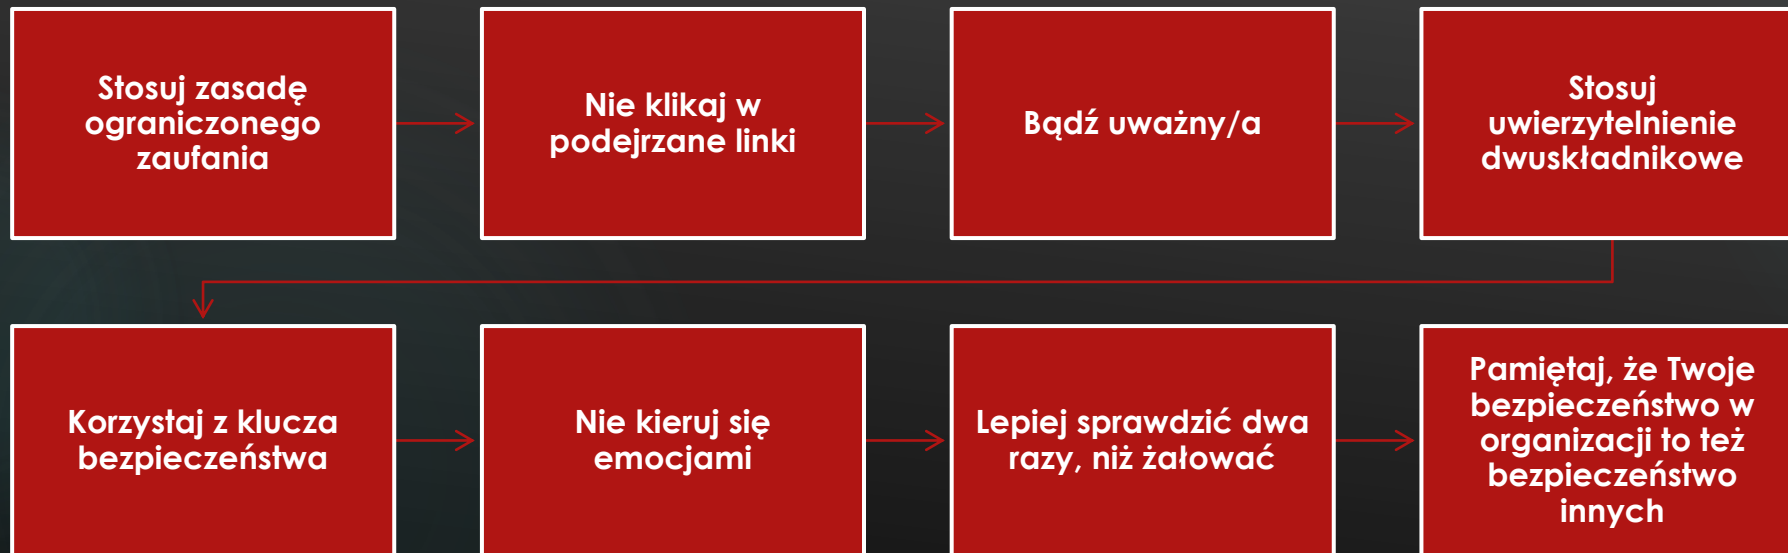 Stosuj zasadę
ograniczonego
zaufania
Nie klikaj w
podejrzane linki
Bądź uważny/a
Stosuj
uwierzytelnienie
dwuskładnikowe
Korzystaj z klucza
bezpieczeństwa
Nie kieruj się
emocjami
Lepiej sprawdzić dwa
razy, niż żałować
Pamiętaj, że Twoje
bezpieczeństwo w
organizacji to też
bezpieczeństwo
innych